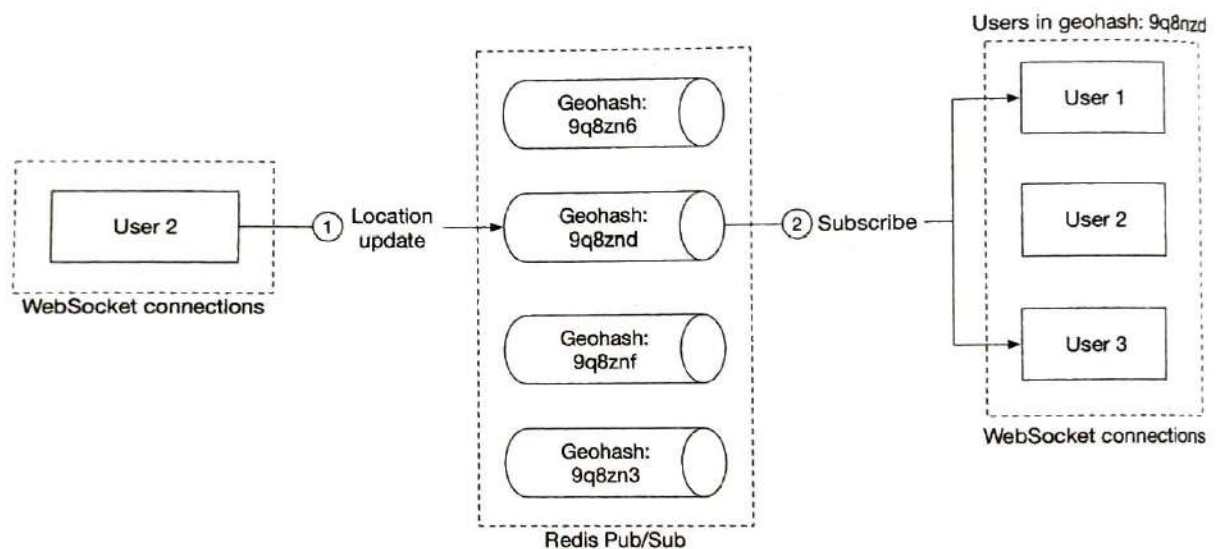 Users in geohash: 9q8nzd
User 1
User 2
User 3
WebSocket connections
User 2
WebSocket connections
1
Location
update
Geohash:
9q8zn6
Geohash:
9q8znd
Geohash:
9q8znf
Geohash:
9q8zn3
Redis Pub/Sub
2
Subscribe